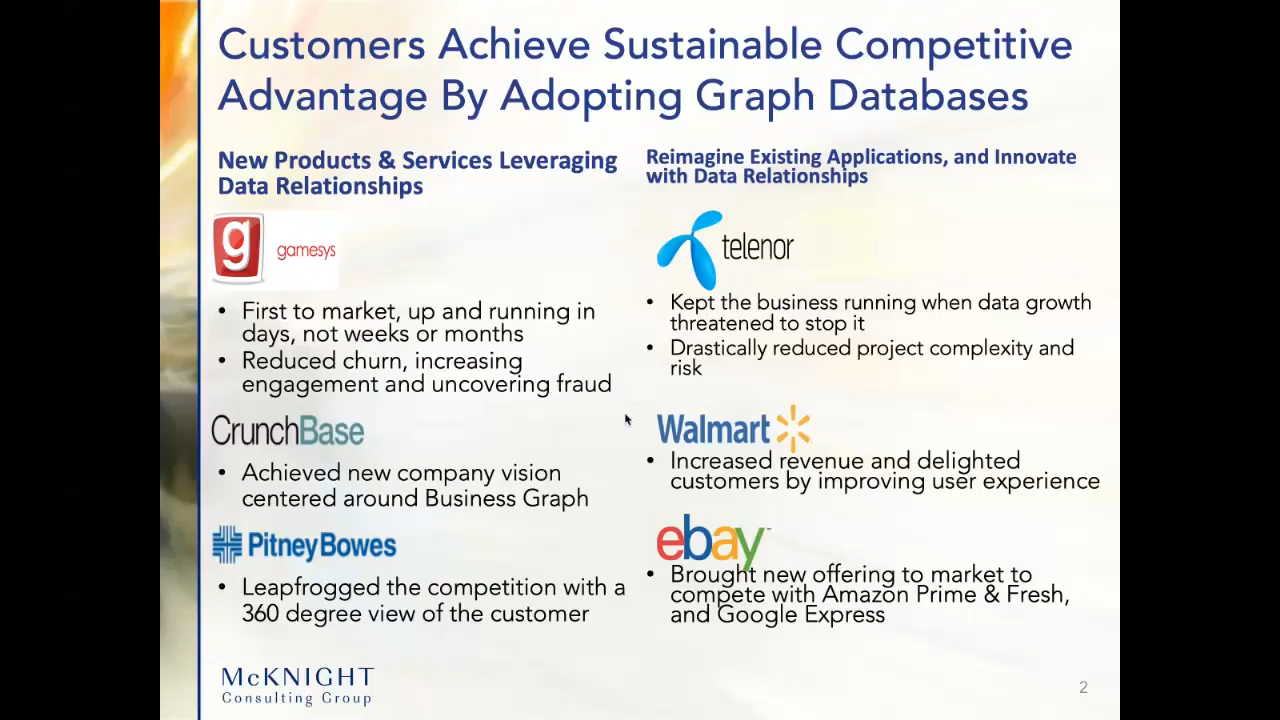 Customers Achieve Sustainable Competitive
Advantage By Adopting Graph Databases
New Products & Services Leveraging
Data Relationships
g gamesys
• First to market, up and running in
days, not weeks or months
• Reduced churn, increasing
engagement and uncovering fraud
CrunchBase
• Achieved new company vision
centered around Business Graph
PitneyBowes
• Leapfrogged the competition with a
360 degree view of the customer
Reimagine Existing Applications, and Innovate
with Data Relationships
telenor
• Kept the business running when data growth
threatened to stop it
• Drastically reduced project complexity and
risk
Walmart
• Increased revenue and delighted
customers by improving user experience
ebay™
• Brought new offering to market to
compete with Amazon Prime & Fresh,
and Google Express
McKNIGHT
Consulting Group
2